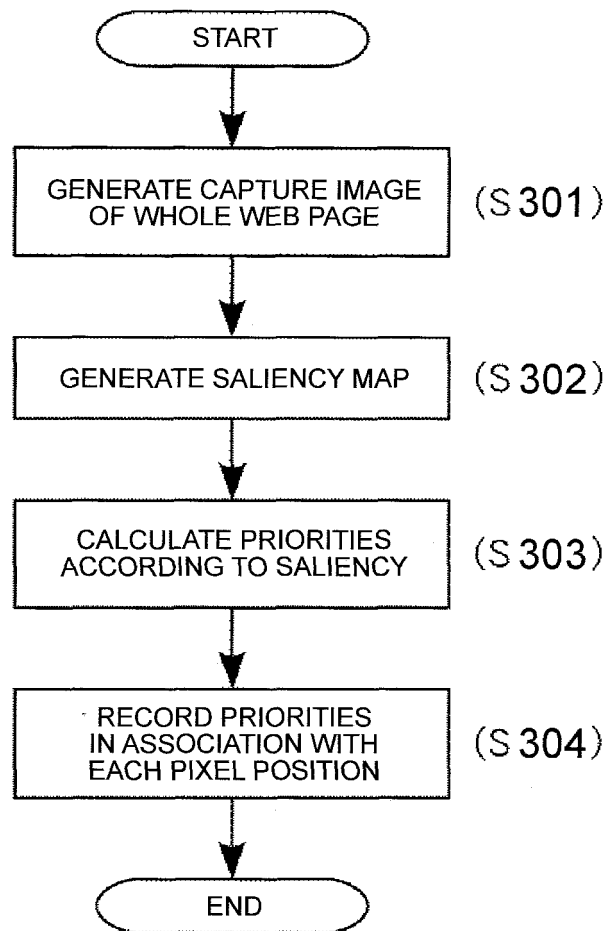 START
GENERATE CAPTURE IMAGE
OF WHOLE WEB PAGE
(S301)
GENERATE SALIENCY MAP
(S302)
CALCULATE PRIORITIES
ACCORDING TO SALIENCY
(S303)
RECORD PRIORITIES
IN ASSOCIATION WITH
EACH PIXEL POSITION
(S304)
END